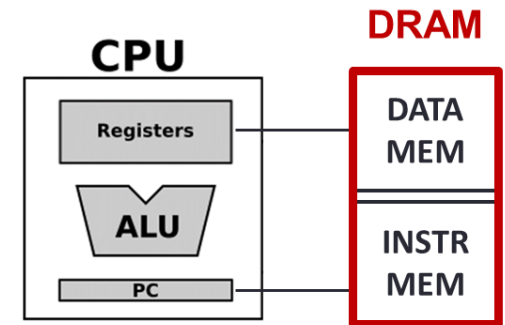 DRAM
CPU
Registers
ALU
PC
DATA
MEM
INSTR
MEM